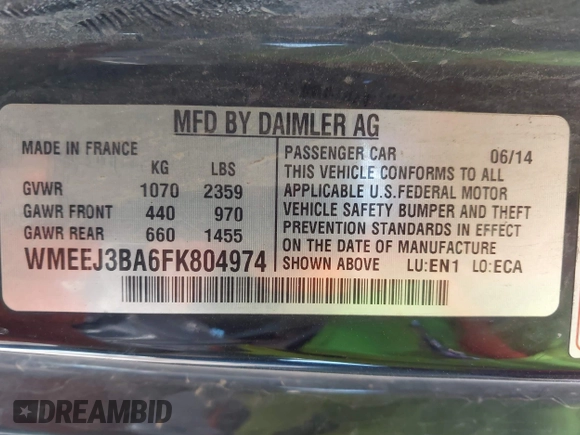 MFD BY DAIMLER AG
MADE IN FRANCE
KG LBS
GVWR 1070 2359
GAWR FRONT 440 970
GAWR REAR 660 1455
WMEEJ3BA6FK804974
PASSENGER CAR 06/14
THIS VEHICLE CONFORMS TO ALL
APPLICABLE U.S.FEDERAL MOTOR
VEHICLE SAFETY BUMPER AND THEFT
PREVENTION STANDARDS IN EFFECT
ON THE DATE OF MANUFACTURE
SHOWN ABOVE LU:EN1 LO:ECA
DREAMBID